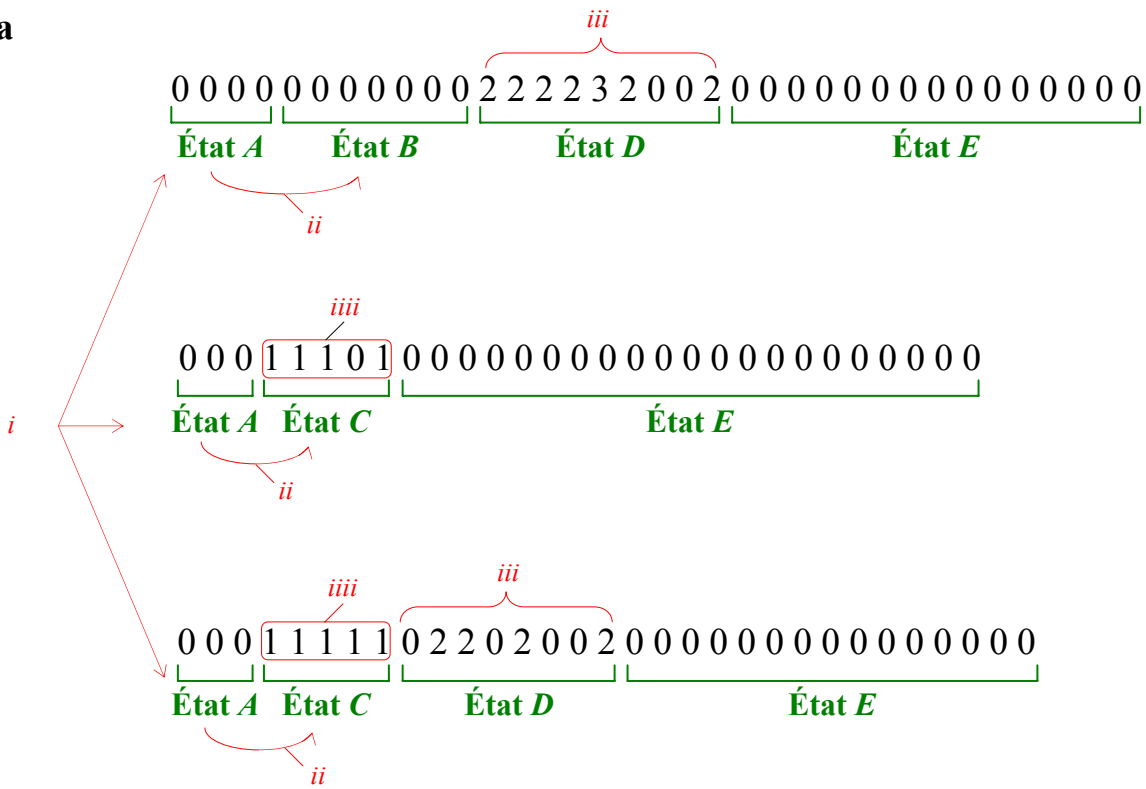 a
iii
0 0 0 0 0 0 0 0 0 0 0 2 2 2 2 3 2 0 0 2 0 0 0 0 0 0 0 0 0 0 0 0 0 0 0
État A État B État D État E
ii
iiii
0 0 0 1 1 1 0 1 0 0 0 0 0 0 0 0 0 0 0 0 0 0 0 0 0 0 0 0 0
État A État C État E
i
ii
iiii iii
0 0 0 1 1 1 1 1 0 2 2 0 2 0 0 2 0 0 0 0 0 0 0 0 0 0 0 0 0 0 0
État A État C État D État E
ii